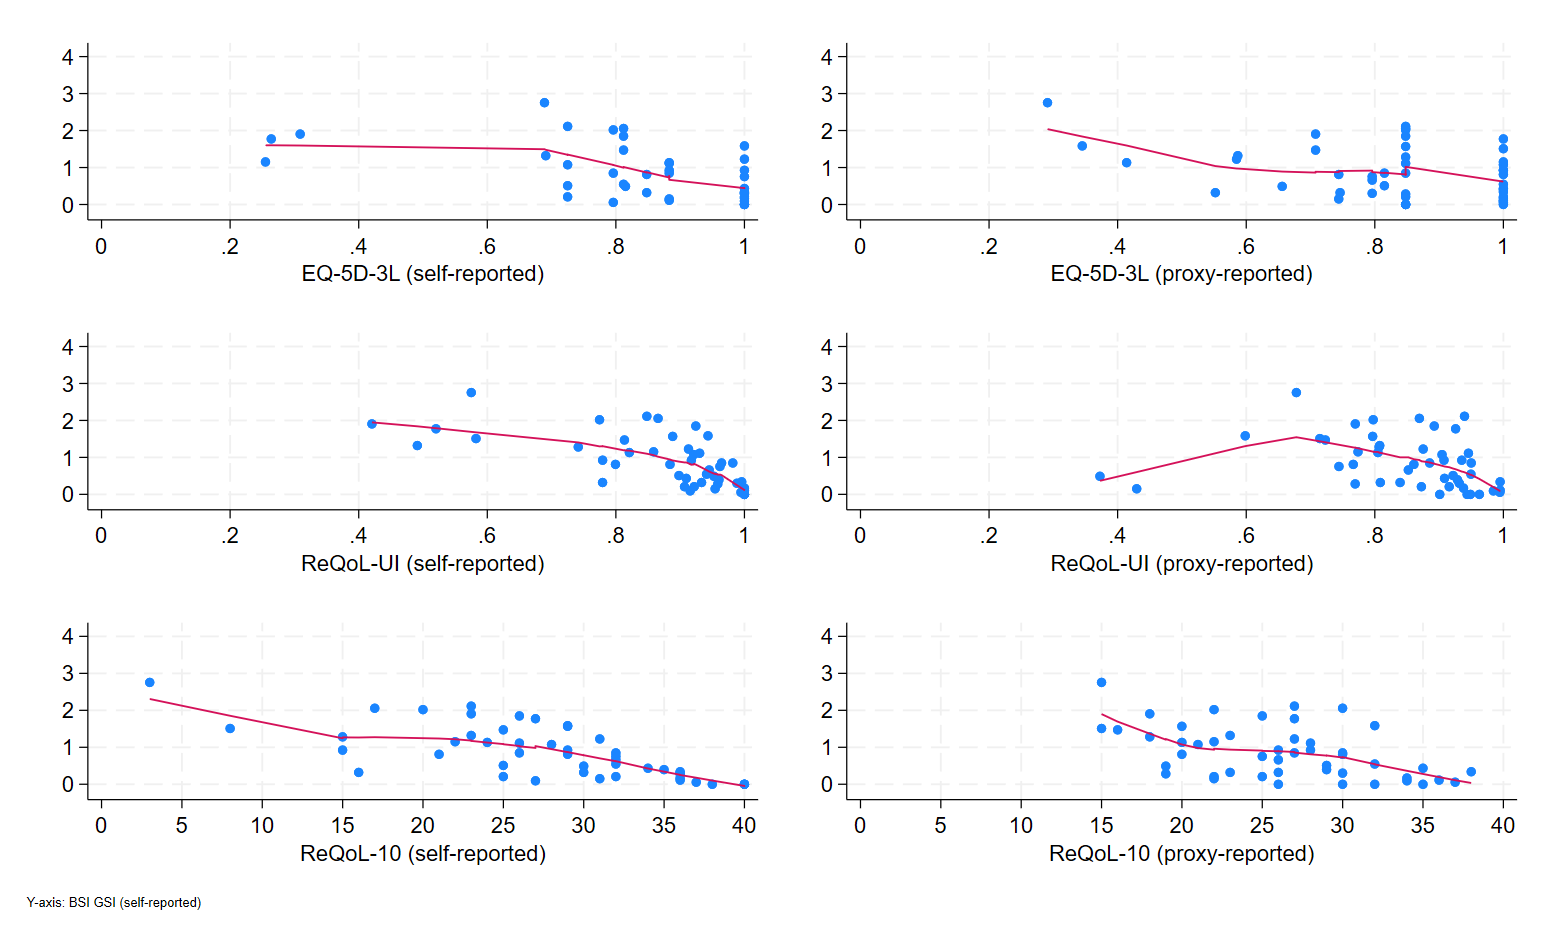 4
3
2
1
0
0 .2 .4 .6 .8 1
EQ-5D-3L (self-reported)
4
3
2
1
0
0 .2 .4 .6 .8 1
EQ-5D-3L (proxy-reported)
4
3
2
1
0
0 .2 .4 .6 .8 1
ReQoL-UI (self-reported)
4
3
2
1
0
0 .2 .4 .6 .8 1
ReQoL-UI (proxy-reported)
4
3
2
1
0
0 5 10 15 20 25 30 35 40
ReQoL-10 (self-reported)
4
3
2
1
0
0 5 10 15 20 25 30 35 40
ReQoL-10 (proxy-reported)
Y-axis: BSI GSI (self-reported)